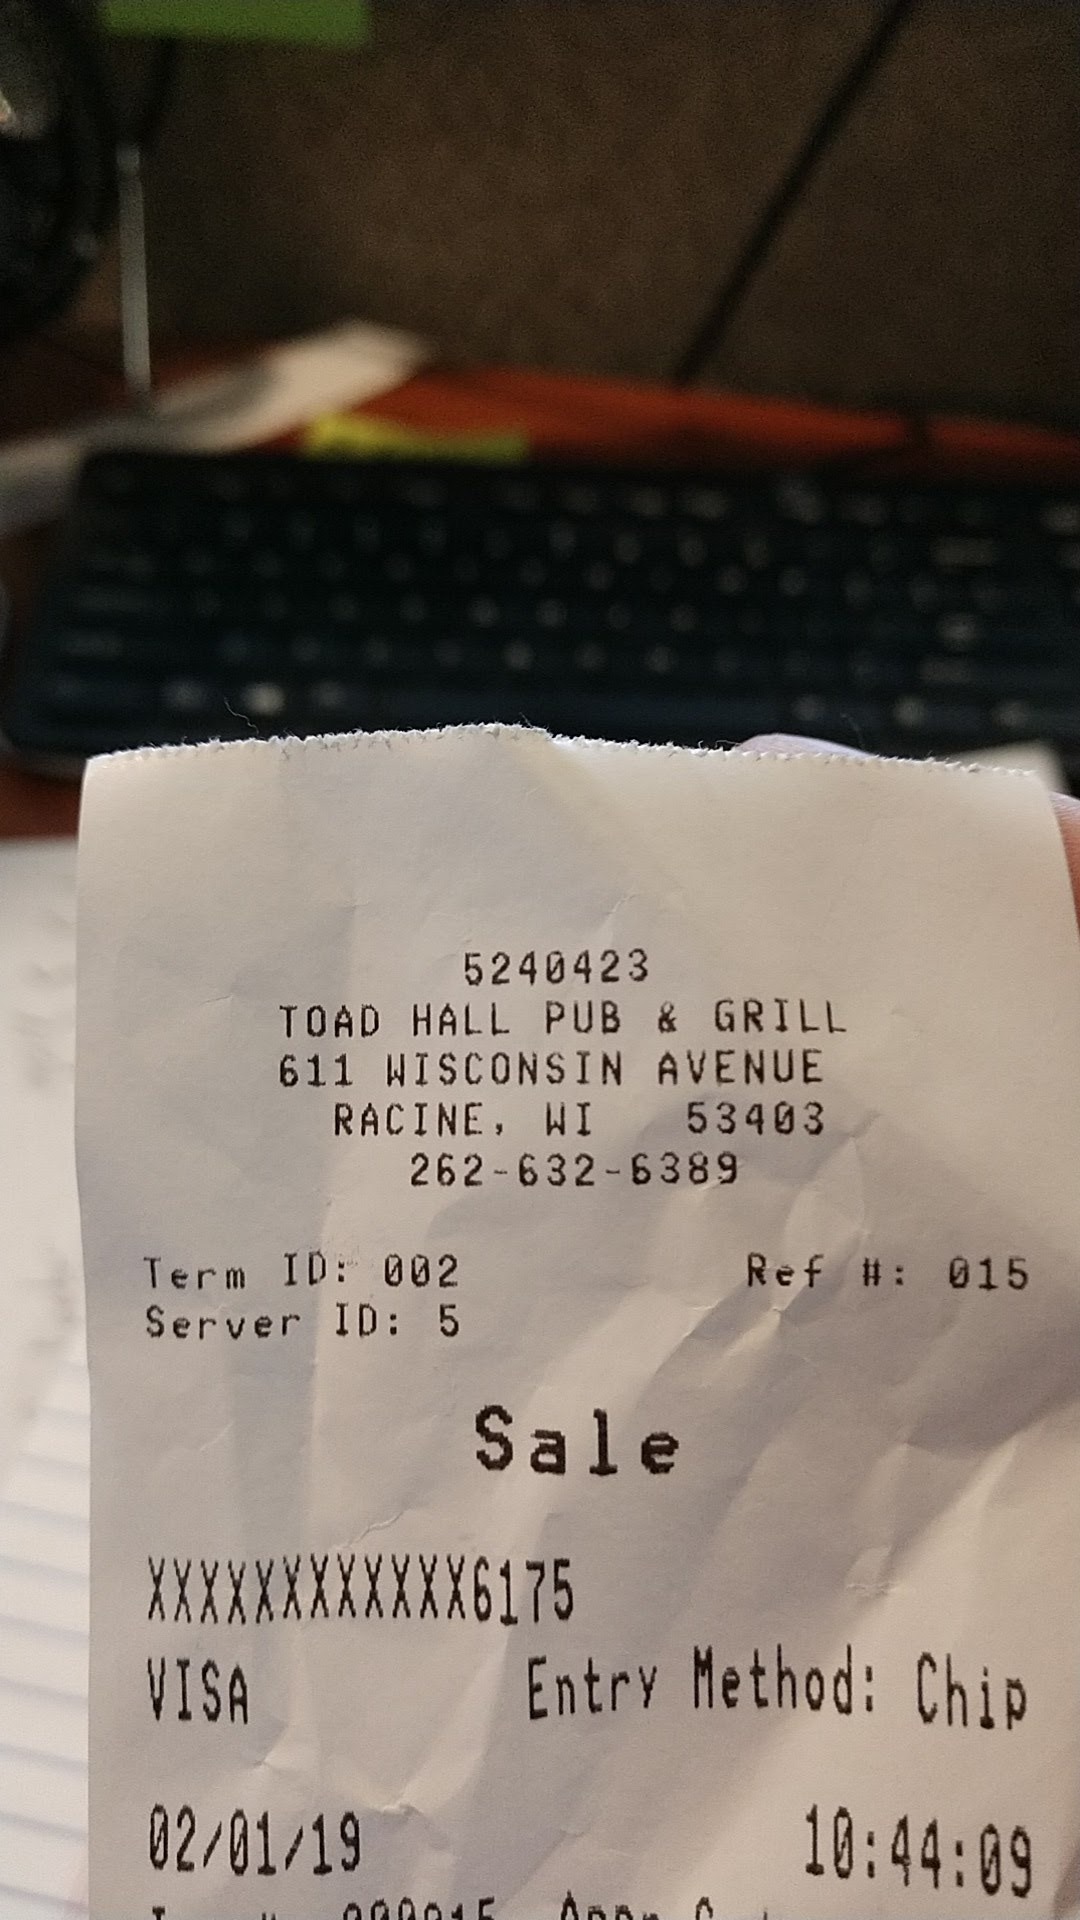 5240423
TOAD HALL PUB & GRILL
611 WISCONSIN AVENUE
RACINE, WI 53403
262-632-6389
Term ID: 002 Ref #: 015
Server ID: 5
Sale
XXXXXXXXXXXX6175
VISA Entry Method: Chip
02/01/19 10:44:09